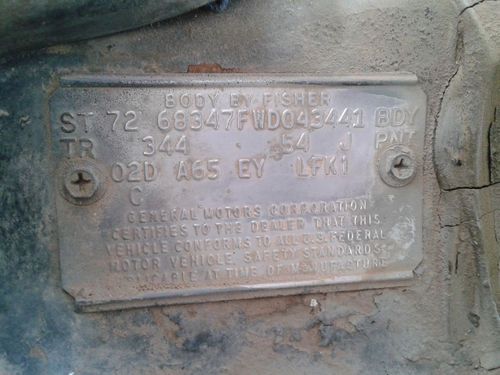 BODY BY FISHER
ST 72 68347FWD043441 BDY
TR 344 54 J PNT
02D A65 EY LFK1
C
GENERAL MOTORS CORPORATION
CERTIFIES TO THE DEALER THAT THIS
VEHICLE CONFORMS TO ALL U.S. FEDERAL
MOTOR VEHICLE SAFETY STANDARDS
AT TIME OF MANUFACTURE